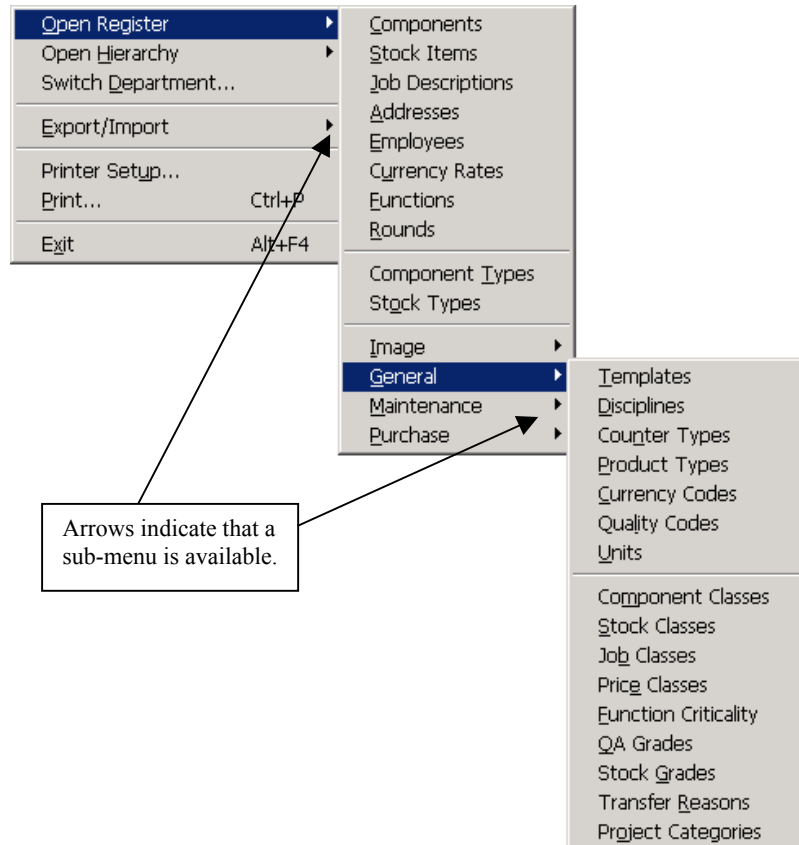 Open Register
Open Hierarchy
Switch Department...
Export/Import
Printer Setup...
Print... Ctrl+P
Exit Alt+F4
Components
Stock Items
Job Descriptions
Addresses
Employees
Currency Rates
Functions
Rounds
Component Types
Stock Types
Image
General
Maintenance
Purchase
Templates
Disciplines
Counter Types
Product Types
Currency Codes
Quality Codes
Units
Component Classes
Stock Classes
Job Classes
Price Classes
Function Criticality
QA Grades
Stock Grades
Transfer Reasons
Project Categories
Arrows indicate that a
sub-menu is available.